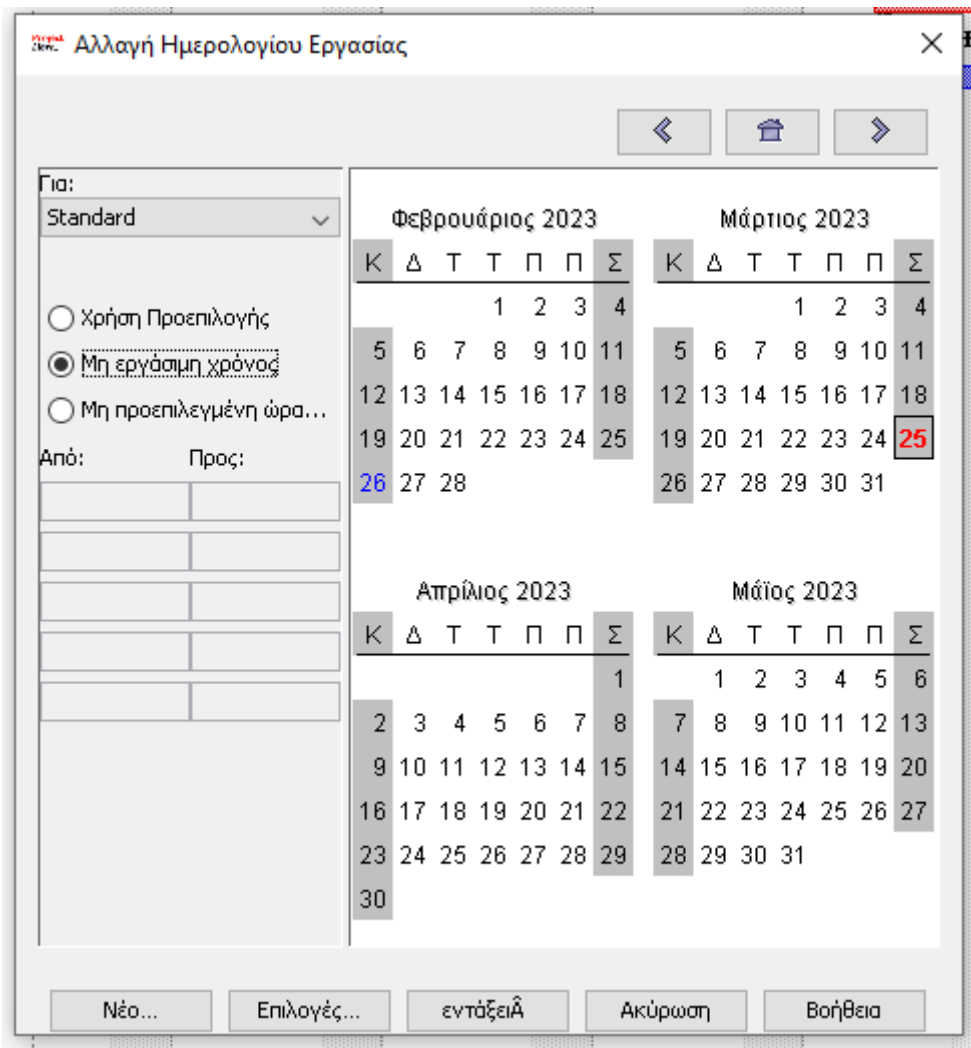 Αλλαγή Ημερολογίου Εργασίας
Για:
Standard
Χρήση Προεπιλογής
Μη εργάσιμη χρόνος
Μη προεπιλεγμένη ώρα...
Από: Προς:
Φεβρουάριος 2023
Κ Δ Τ Τ Π Π Σ
1 2 3 4
5 6 7 8 9 10 11
12 13 14 15 16 17 18
19 20 21 22 23 24 25
26 27 28
Μάρτιος 2023
Κ Δ Τ Τ Π Π Σ
1 2 3 4
5 6 7 8 9 10 11
12 13 14 15 16 17 18
19 20 21 22 23 24 25
26 27 28 29 30 31
Απρίλιος 2023
Κ Δ Τ Τ Π Π Σ
1
2 3 4 5 6 7 8
9 10 11 12 13 14 15
16 17 18 19 20 21 22
23 24 25 26 27 28 29
30
Μάϊος 2023
Κ Δ Τ Τ Π Π Σ
1 2 3 4 5 6
7 8 9 10 11 12 13
14 15 16 17 18 19 20
21 22 23 24 25 26 27
28 29 30 31
Νέο... Επιλογές... εντάξειÂ Ακύρωση Βοήθεια